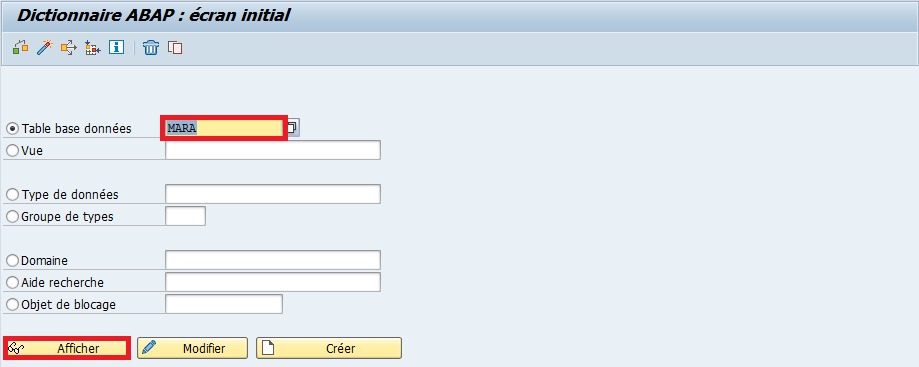 Dictionnaire ABAP : écran initial
Table base données MARA
Vue
Type de données
Groupe de types
Domaine
Aide recherche
Objet de blocage
Afficher Modifier Créer